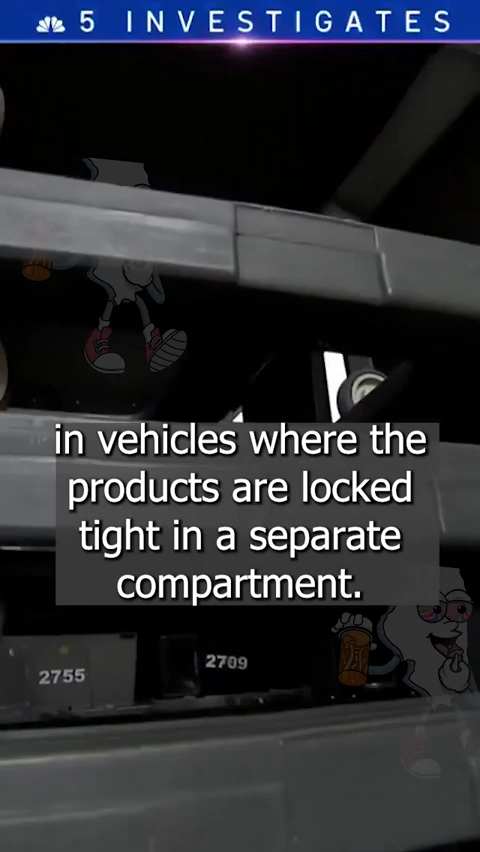 5 INVESTIGATES
in vehicles where the
products are locked
tight in a separate
compartment.
2755
2709